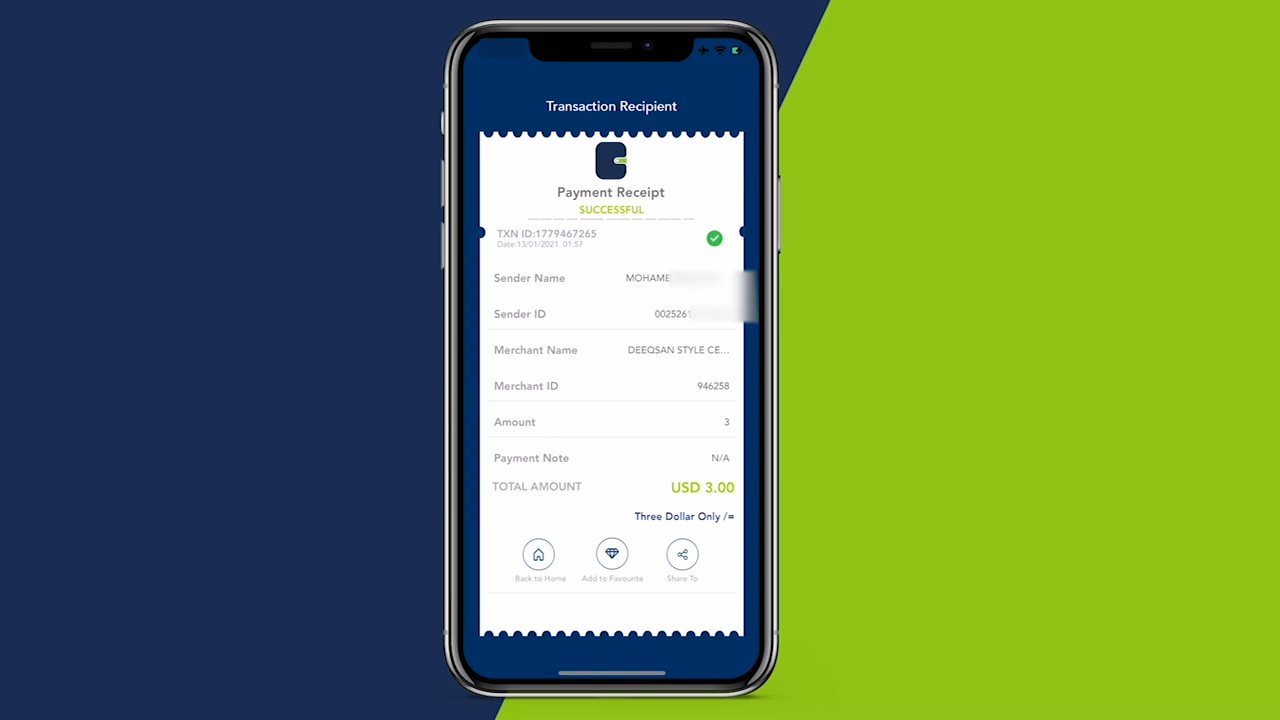 Transaction Recipient
Payment Receipt
SUCCESSFUL
TXN ID:1779467265
Date:13/01/2021 01:57
Sender Name MOHAME
Sender ID 0025261
Merchant Name DEEQSAN STYLE CE...
Merchant ID 946258
Amount 3
Payment Note N/A
TOTAL AMOUNT USD 3.00
Three Dollar Only /=
Back to Home Add to Favourite Share To